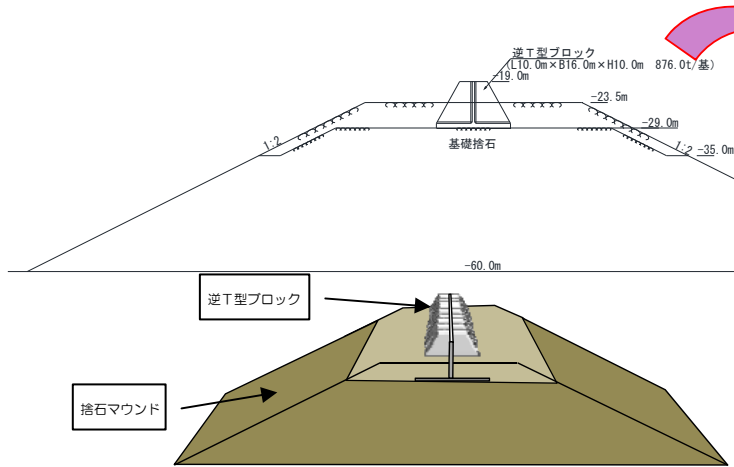 逆T型ブロック
(L10.0m×B16.0m×H10.0m 876.0t/基)
-19.0m
-23.5m
-29.0m
基礎捨石
1:2
1:2
-35.0m
-60.0m
逆T型ブロック
捨石マウンド